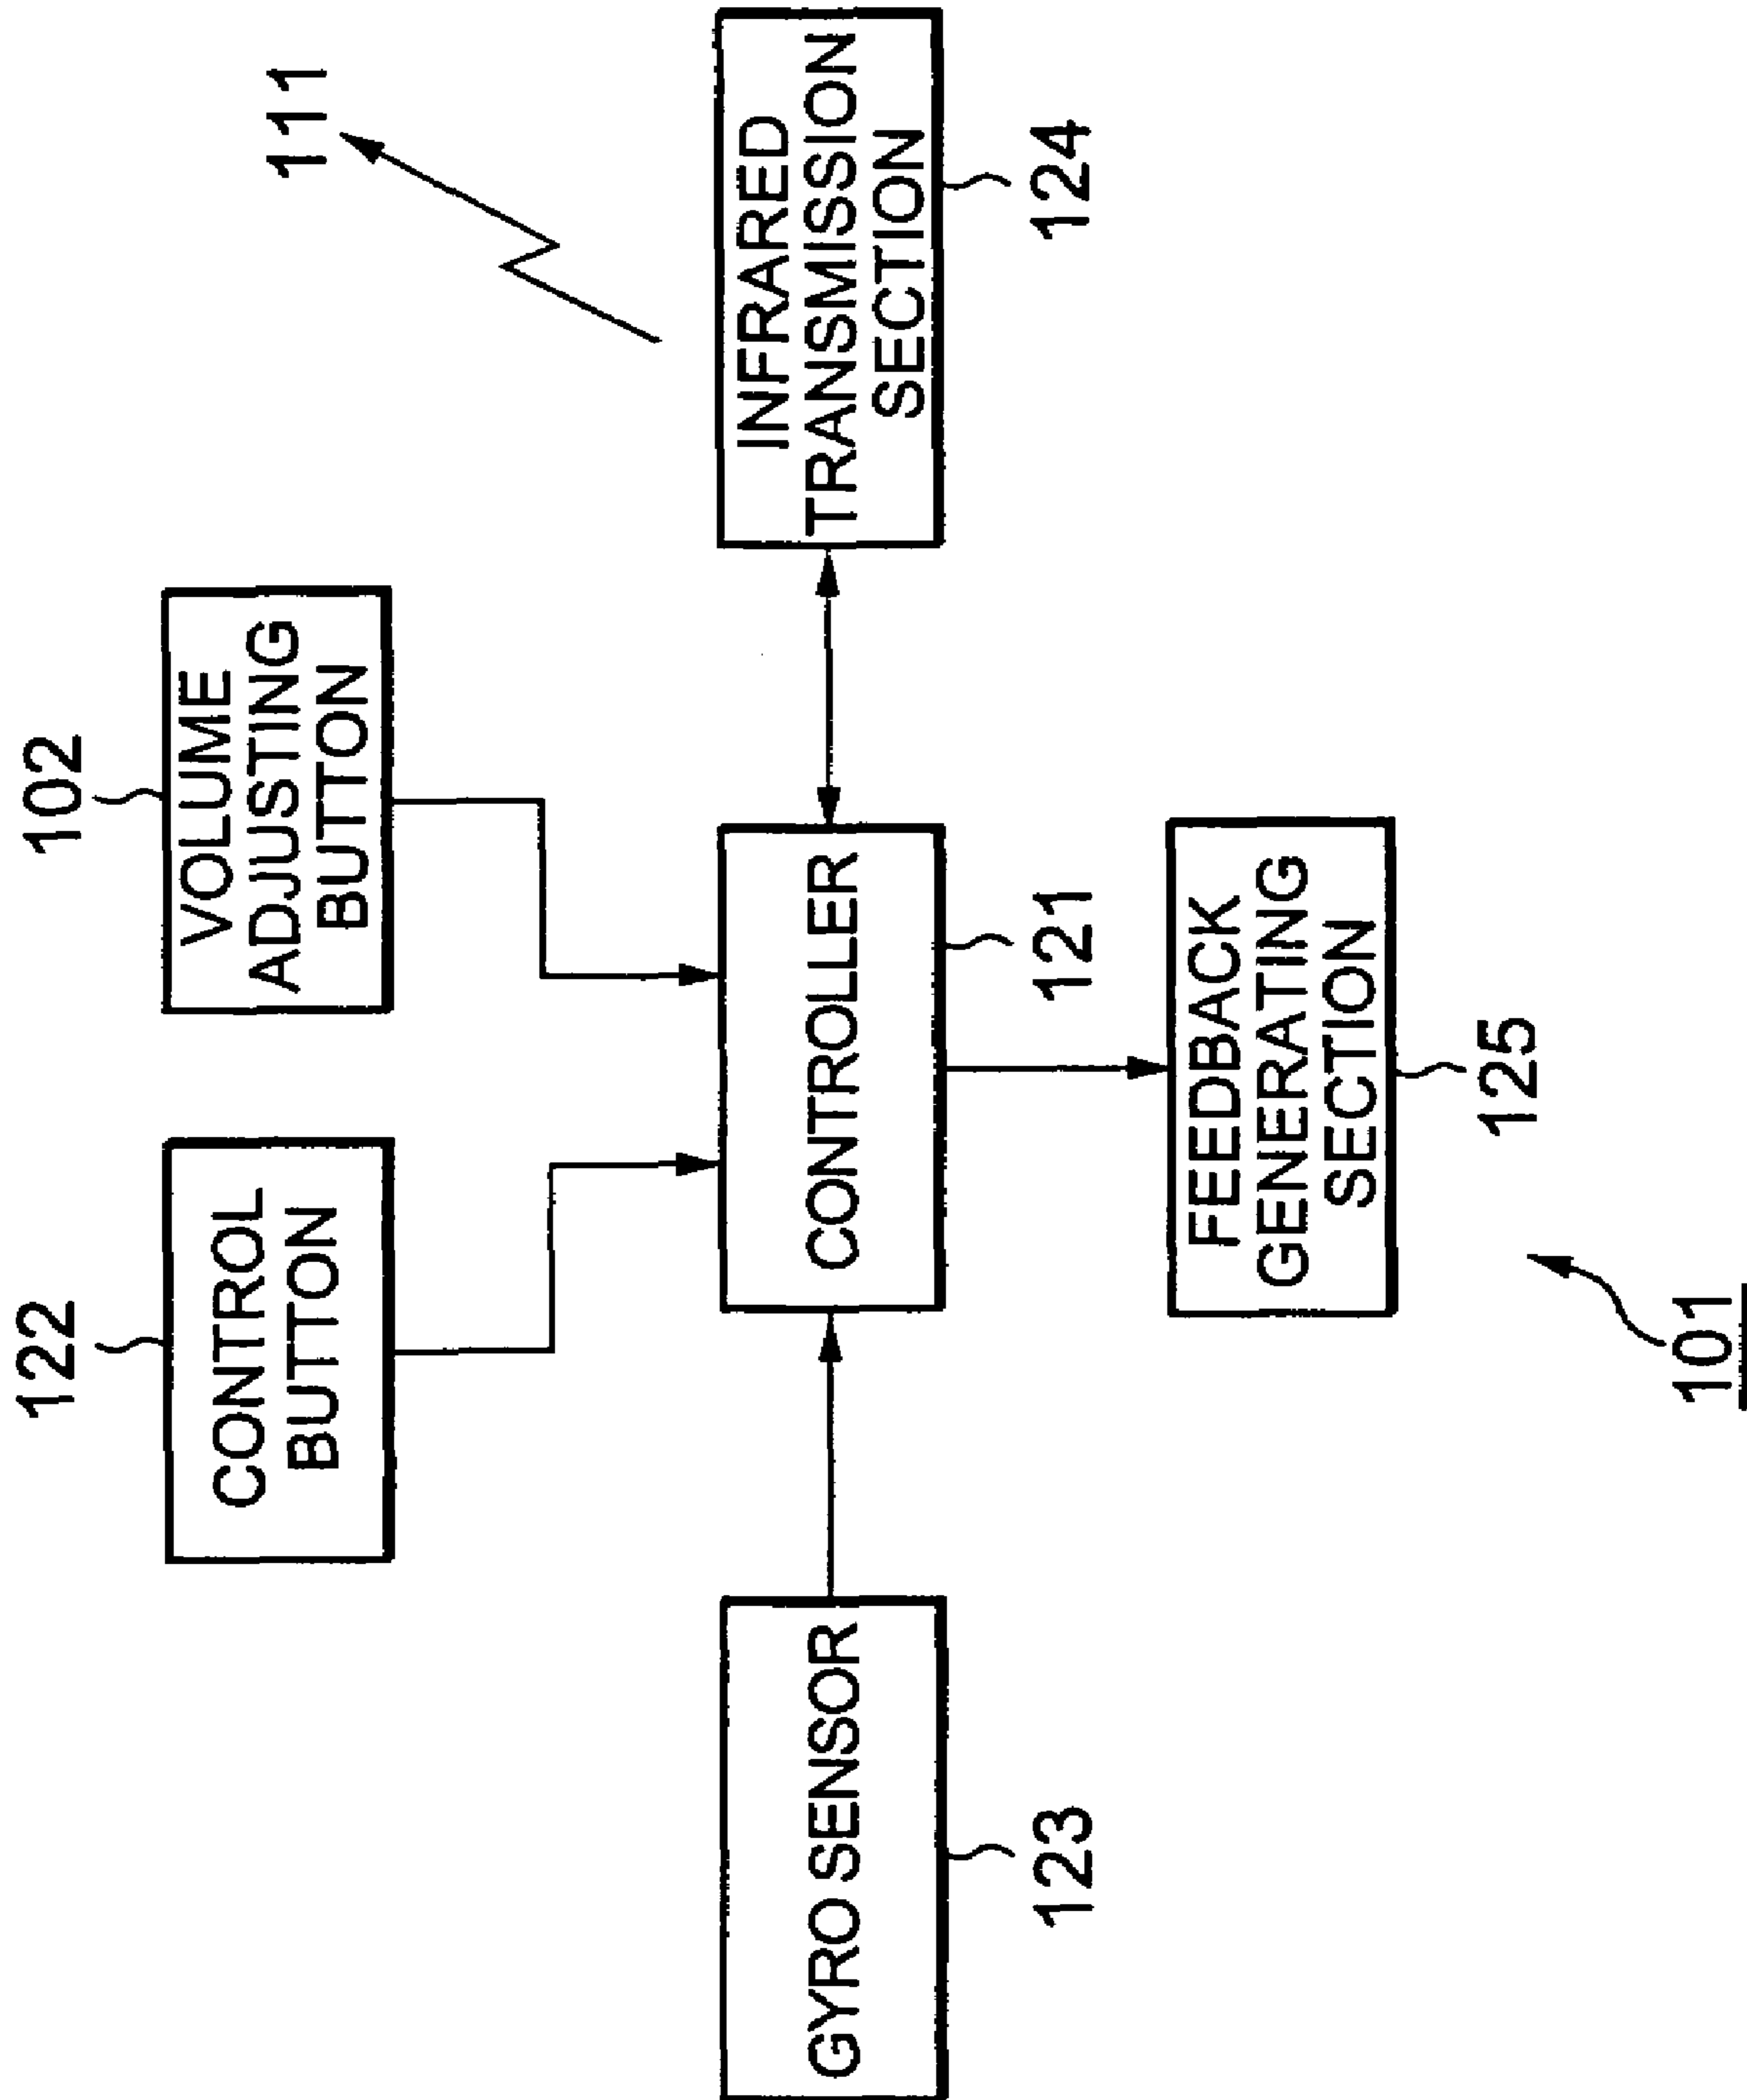 122
102
111
CONTROL
BUTTON
VOLUME
ADJUSTING
BUTTON
GYRO SENSOR
CONTROLLER
INFRARED
TRANSMISSION
SECTION
123
121
124
FEEDBACK
GENERATING
SECTION
125
101